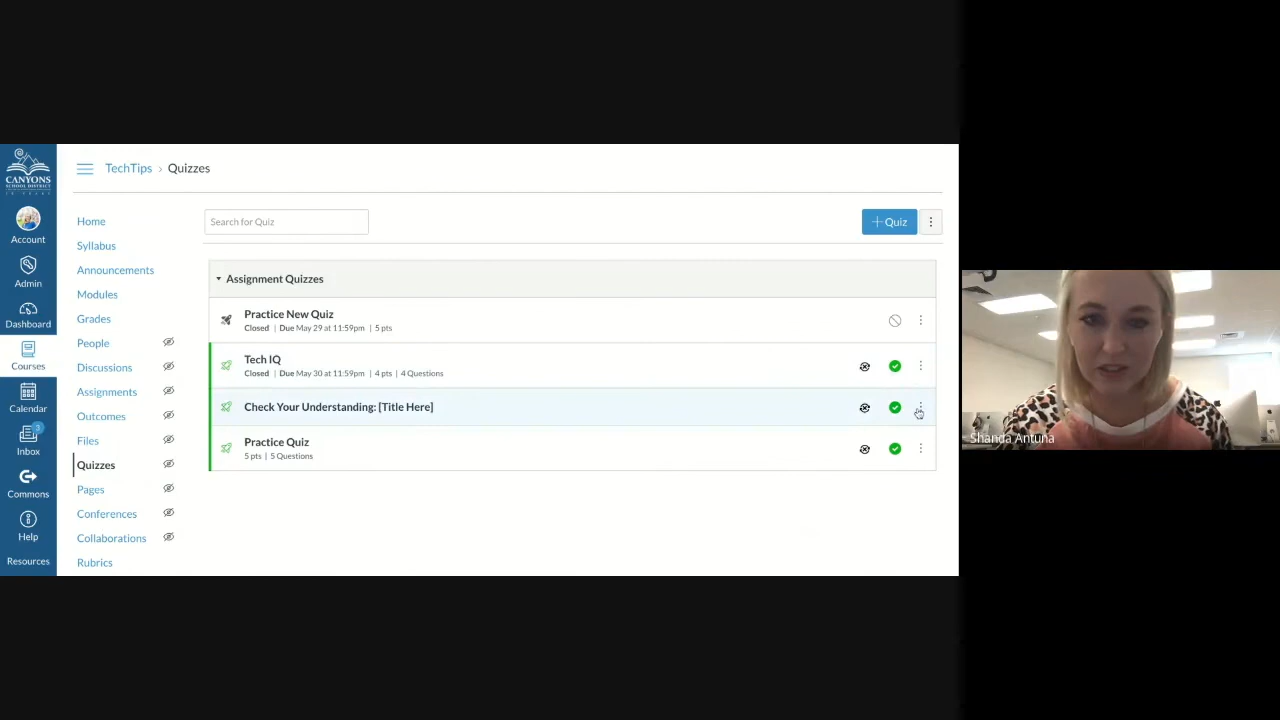 CANYONS
SCHOOL DISTRICT
Account
Admin
Dashboard
Courses
Calendar
3
Inbox
Commons
Help
Resources
TechTips › Quizzes
Home
Syllabus
Announcements
Modules
Grades
People
Discussions
Assignments
Outcomes
Files
Quizzes
Pages
Conferences
Collaborations
Rubrics
Search for Quiz
+ Quiz
Assignment Quizzes
Practice New Quiz
Closed | Due May 29 at 11:59pm | 5 pts
Tech IQ
Closed | Due May 30 at 11:59pm | 4 pts | 4 Questions
Check Your Understanding: [Title Here]
Practice Quiz
5 pts | 5 Questions
Shanda Antuna